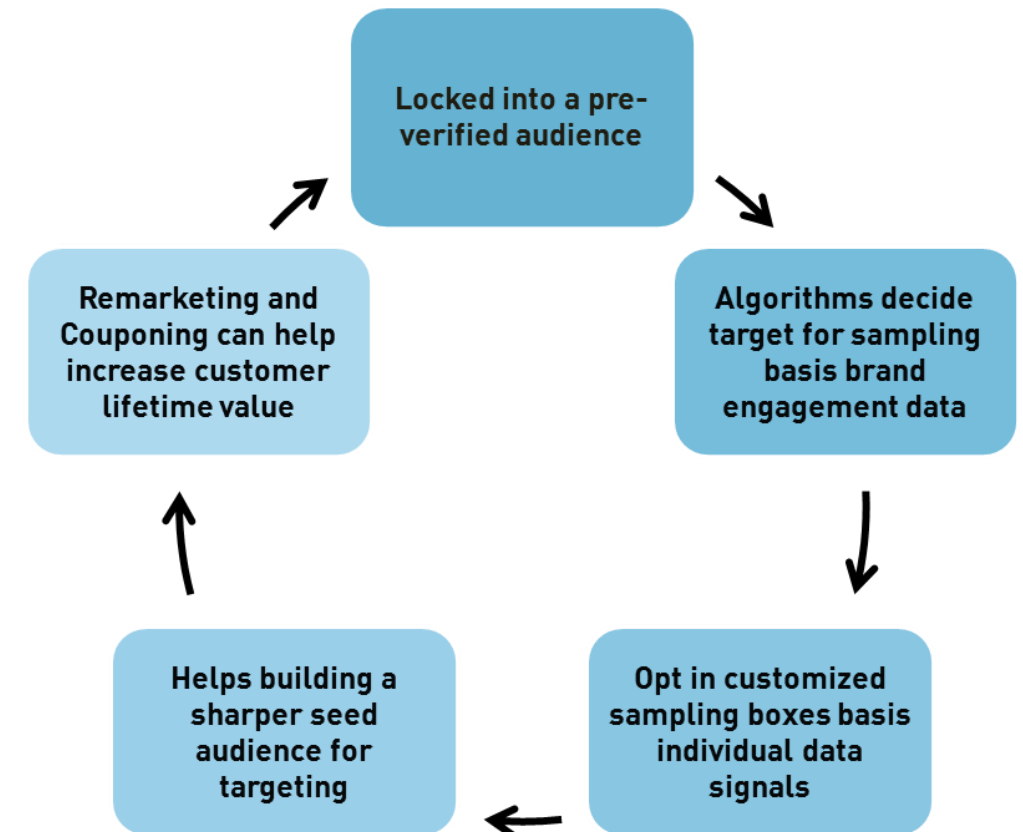 Locked into a pre-
verified audience
Algorithms decide
target for sampling
basis brand
engagement data
Opt in customized
sampling boxes basis
individual data
signals
Helps building a
sharper seed
audience for
targeting
Remarketing and
Couponing can help
increase customer
lifetime value